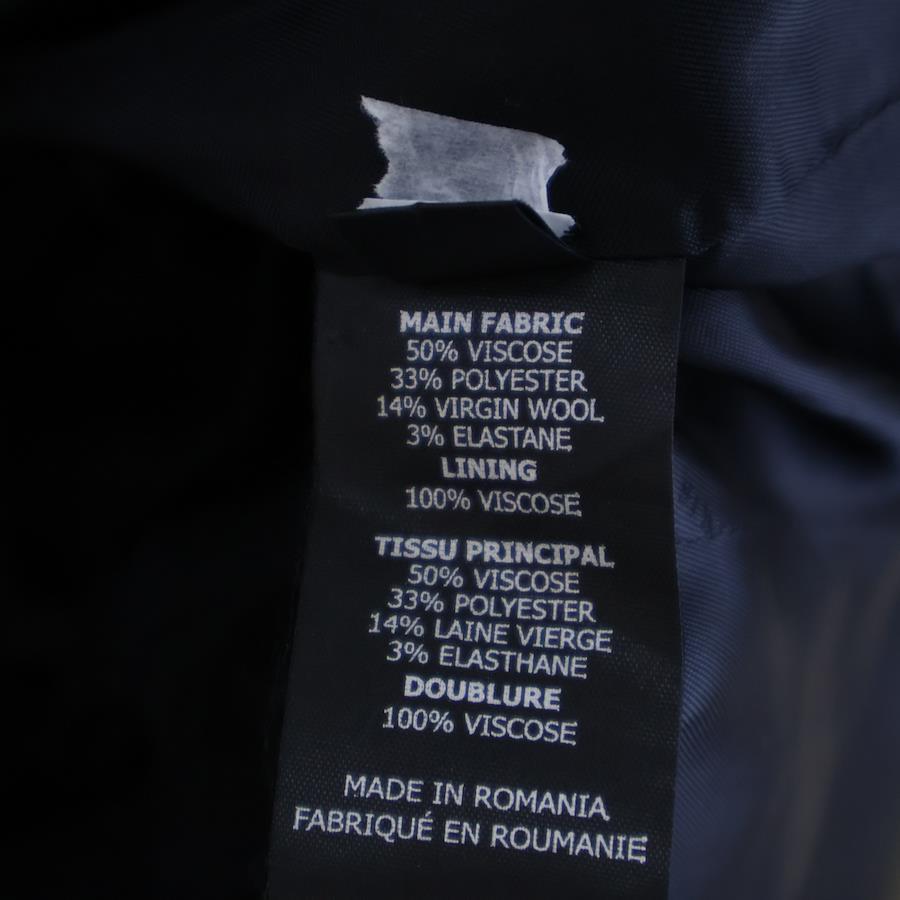 MAIN FABRIC
50% VISCOSE
33% POLYESTER
14% VIRGIN WOOL
3% ELASTANE
LINING
100% VISCOSE
TISSU PRINCIPAL
50% VISCOSE
33% POLYESTER
14% LAINE VIERGE
3% ELASTHANE
DOUBLURE
100% VISCOSE
MADE IN ROMANIA
FABRIQUÉ EN ROUMANIE